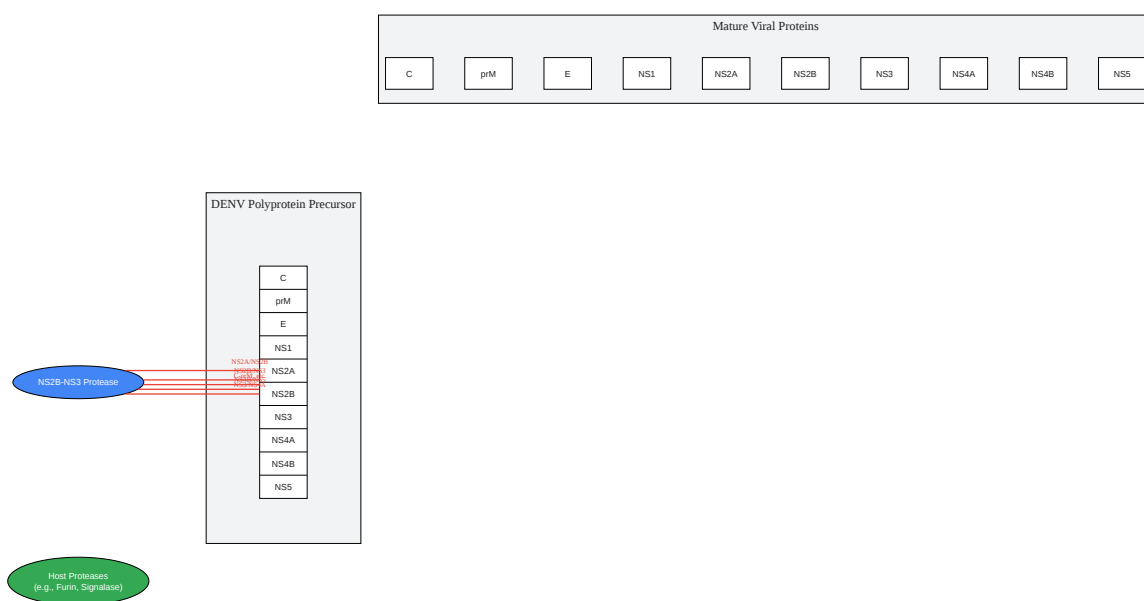 Mature Viral Proteins
C
prM
E
NS1
NS2A
NS2B
NS3
NS4A
NS4B
NS5
DENV Polyprotein Precursor
C
prM
E
NS1
NS2A/NS2B
NS2A
NS2B
NS3
NS4A
NS4B
NS5
NS2B-NS3 Protease
Host Proteases
(e.g., Furin, Signalase)